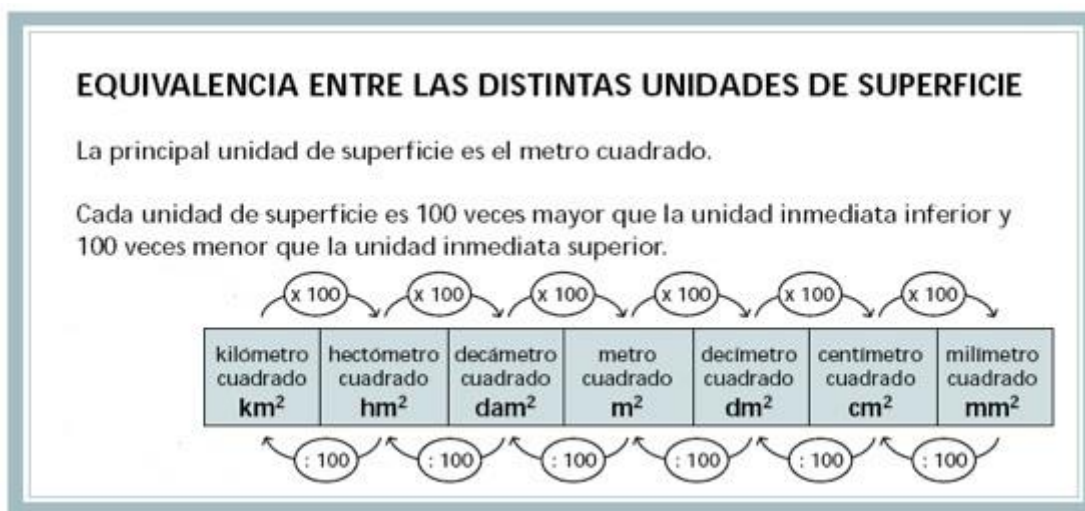 EQUIVALENCIA ENTRE LAS DISTINTAS UNIDADES DE SUPERFICIE
La principal unidad de superficie es el metro cuadrado.
Cada unidad de superficie es 100 veces mayor que la unidad inmediata inferior y
100 veces menor que la unidad inmediata superior.
x 100 x 100 x 100 x 100 x 100 x 100
kilómetro hectómetro decámetro metro decímetro centímetro milímetro
cuadrado cuadrado cuadrado cuadrado cuadrado cuadrado cuadrado
km² hm² dam² m² dm² cm² mm²
: 100 : 100 : 100 : 100 : 100 : 100